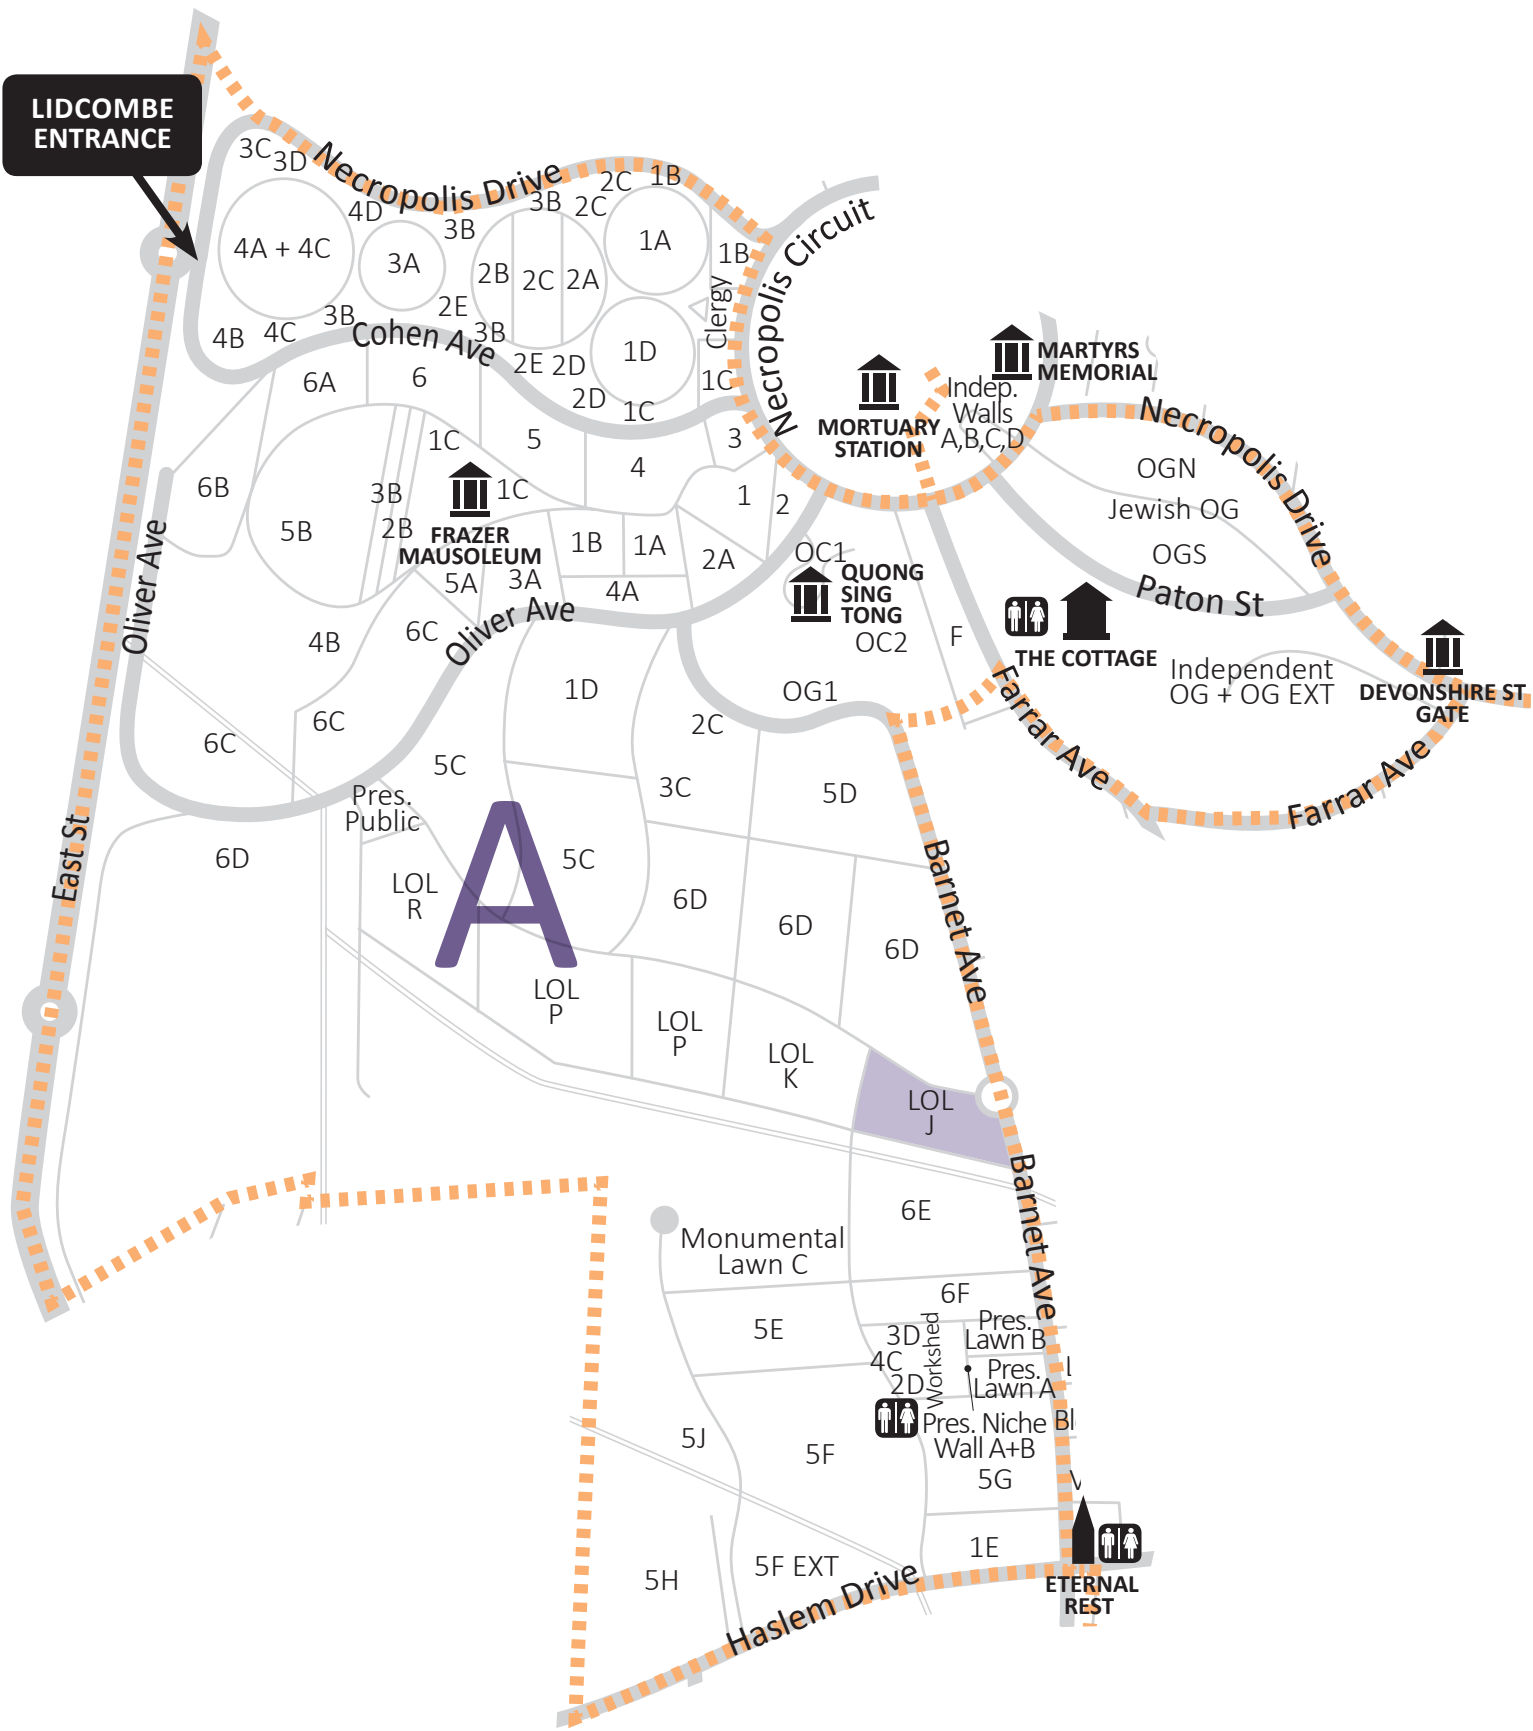 LIDCOMBE
ENTRANCE
3C
3D
Necropolis Drive
2C
1B
4D
3B
2C
3B
1A
4A + 4C
3A
2B
2C
2A
1B
Clergy
Necropolis Circuit
2E
3B
4B
4C
Cohen Ave
3B
2E
2D
1D
1C
6A
6
2D
1C
MARTYRS
MEMORIAL
Indep.
Walls
A,B,C,D
MORTUARY
STATION
Necropolis Drive
1C
5
3
4
OGN
6B
3B
1C
1
2
Jewish OG
5B
2B
FRAZER
MAUSOLEUM
1B
1A
2A
OC1
OGS
Oliver Ave
5A
3A
4A
QUONG
SING
TONG
Paton St
Oliver Ave
4B
6C
OC2
F
THE COTTAGE
Independent
OG + OG EXT
DEVONSHIRE ST
GATE
1D
OG1
6C
6C
2C
Farrar Ave
Farrar Ave
5C
3C
5D
Pres.
Public
East St
6D
5C
LOL
R
A
6D
6D
6D
Barnet Ave
LOL
P
LOL
P
LOL
K
LOL
J
Barnet Ave
6E
Monumental
Lawn C
6F
5E
3D
4C
2D
Workshed
Pres.
Lawn B
Pres.
Lawn A
Pres. Niche
Wall A+B
Bl
5J
5F
5G
1E
5H
5F EXT
Haslem Drive
ETERNAL
REST